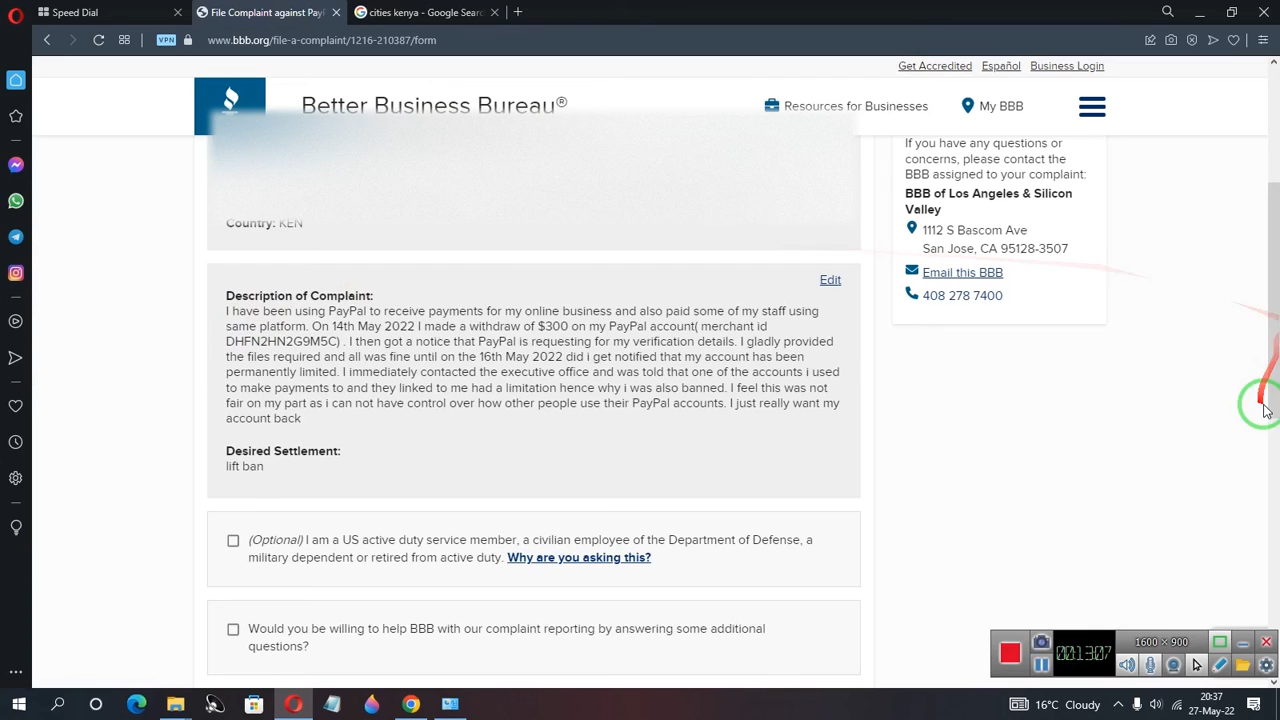 Speed Dial
File Complaint against PayP
cities kenya - Google Searc
VPN
www.bbb.org/file-a-complaint/1216-210387/form
Get Accredited Español Business Login
Better Business Bureau®
Resources for Businesses
My BBB
Country: KEN
Edit
Description of Complaint:
I have been using PayPal to receive payments for my online business and also paid some of my staff using
same platform. On 14th May 2022 I made a withdraw of $300 on my PayPal account( merchant id
DHFN2HN2G9M5C) . I then got a notice that PayPal is requesting for my verification details. I gladly provided
the files required and all was fine until on the 16th May 2022 did i get notified that my account has been
permanently limited. I immediately contacted the executive office and was told that one of the accounts i used
to make payments to and they linked to me had a limitation hence why i was also banned. I feel this was not
fair on my part as i can not have control over how other people use their PayPal accounts. I just really want my
account back
Desired Settlement:
lift ban
(Optional) I am a US active duty service member, a civilian employee of the Department of Defense, a
military dependent or retired from active duty. Why are you asking this?
Would you be willing to help BBB with our complaint reporting by answering some additional
questions?
If you have any questions or
concerns, please contact the
BBB assigned to your complaint:
BBB of Los Angeles & Silicon
Valley
1112 S Bascom Ave
San Jose, CA 95128-3507
Email this BBB
408 278 7400
00:13:07
1600 × 900
16°C Cloudy
20:37
27-May-22